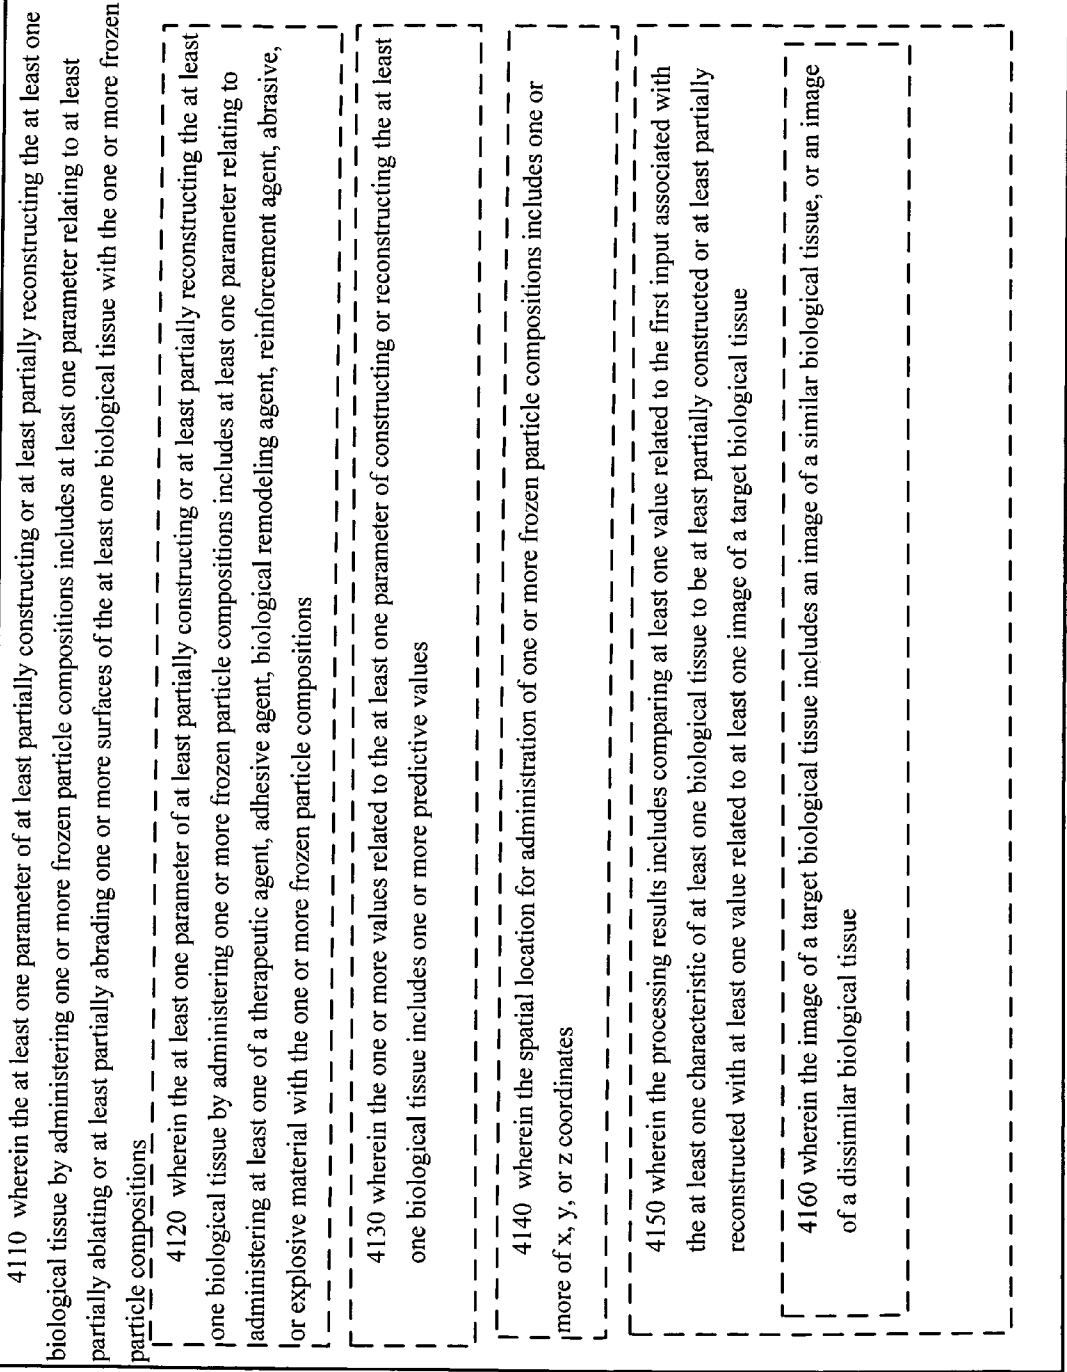 4110 wherein the at least one parameter of at least partially constructing or at least partially reconstructing the at least one
biological tissue by administering one or more frozen particle compositions includes at least one parameter relating to at least
partially ablating or at least partially abrading one or more surfaces of the at least one biological tissue with the one or more frozen
particle compositions
4120 wherein the at least one parameter of at least partially constructing or at least partially reconstructing the at least
one biological tissue by administering one or more frozen particle compositions includes at least one parameter relating to
administering at least one of a therapeutic agent, adhesive agent, biological remodeling agent, reinforcement agent, abrasive,
or explosive material with the one or more frozen particle compositions
4130 wherein the one or more values related to the at least one parameter of constructing or reconstructing the at least
one biological tissue includes one or more predictive values
4140 wherein the spatial location for administration of one or more frozen particle compositions includes one or
more of x, y, or z coordinates
4150 wherein the processing results includes comparing at least one value related to the first input associated with
the at least one characteristic of at least one biological tissue to be at least partially constructed or at least partially
reconstructed with at least one value related to at least one image of a target biological tissue
4160 wherein the image of a target biological tissue includes an image of a similar biological tissue, or an image
of a dissimilar biological tissue